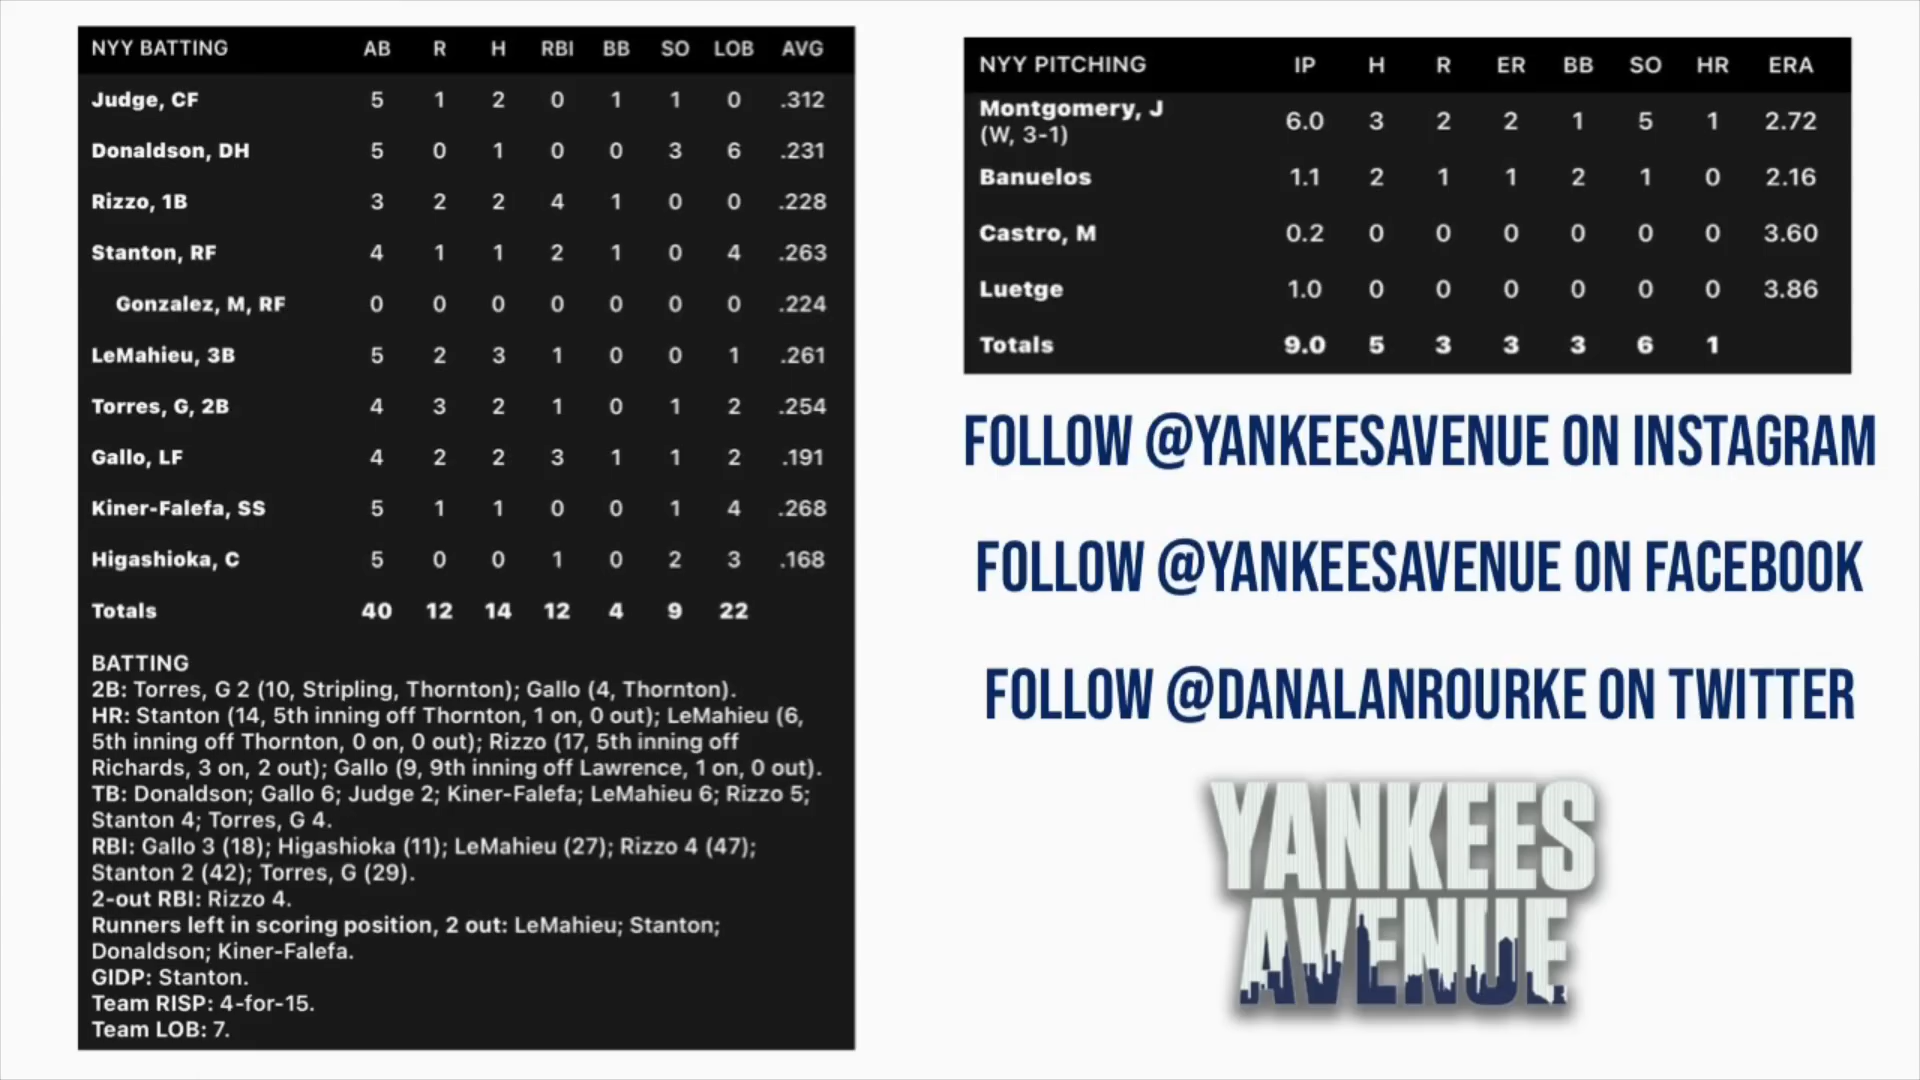 NYY BATTING AB R H RBI BB SO LOB AVG
Judge, CF 5 1 2 0 1 1 0 .312
Donaldson, DH 5 0 1 0 0 3 6 .231
Rizzo, 1B 3 2 2 4 1 0 0 .228
Stanton, RF 4 1 1 2 1 0 4 .263
Gonzalez, M, RF 0 0 0 0 0 0 0 .224
LeMahieu, 3B 5 2 3 1 0 0 1 .261
Torres, G, 2B 4 3 2 1 0 1 2 .254
Gallo, LF 4 2 2 3 1 1 2 .191
Kiner-Falefa, SS 5 1 1 0 0 1 4 .268
Higashioka, C 5 0 0 1 0 2 3 .168
Totals 40 12 14 12 4 9 22
BATTING
2B: Torres, G 2 (10, Stripling, Thornton); Gallo (4, Thornton).
HR: Stanton (14, 5th inning off Thornton, 1 on, 0 out); LeMahieu (6,
5th inning off Thornton, 0 on, 0 out); Rizzo (17, 5th inning off
Richards, 3 on, 2 out); Gallo (9, 9th inning off Lawrence, 1 on, 0 out).
TB: Donaldson; Gallo 6; Judge 2; Kiner-Falefa; LeMahieu 6; Rizzo 5;
Stanton 4; Torres, G 4.
RBI: Gallo 3 (18); Higashioka (11); LeMahieu (27); Rizzo 4 (47);
Stanton 2 (42); Torres, G (29).
2-out RBI: Rizzo 4.
Runners left in scoring position, 2 out: LeMahieu; Stanton;
Donaldson; Kiner-Falefa.
GIDP: Stanton.
Team RISP: 4-for-15.
Team LOB: 7.
NYY PITCHING IP H R ER BB SO HR ERA
Montgomery, J
(W, 3-1) 6.0 3 2 2 1 5 1 2.72
Banuelos 1.1 2 1 1 2 1 0 2.16
Castro, M 0.2 0 0 0 0 0 0 3.60
Luetge 1.0 0 0 0 0 0 0 3.86
Totals 9.0 5 3 3 3 6 1
FOLLOW @YANKEESAVENUE ON INSTAGRAM
FOLLOW @YANKEESAVENUE ON FACEBOOK
FOLLOW @DANALANROURKE ON TWITTER
YANKEES
AVENUE